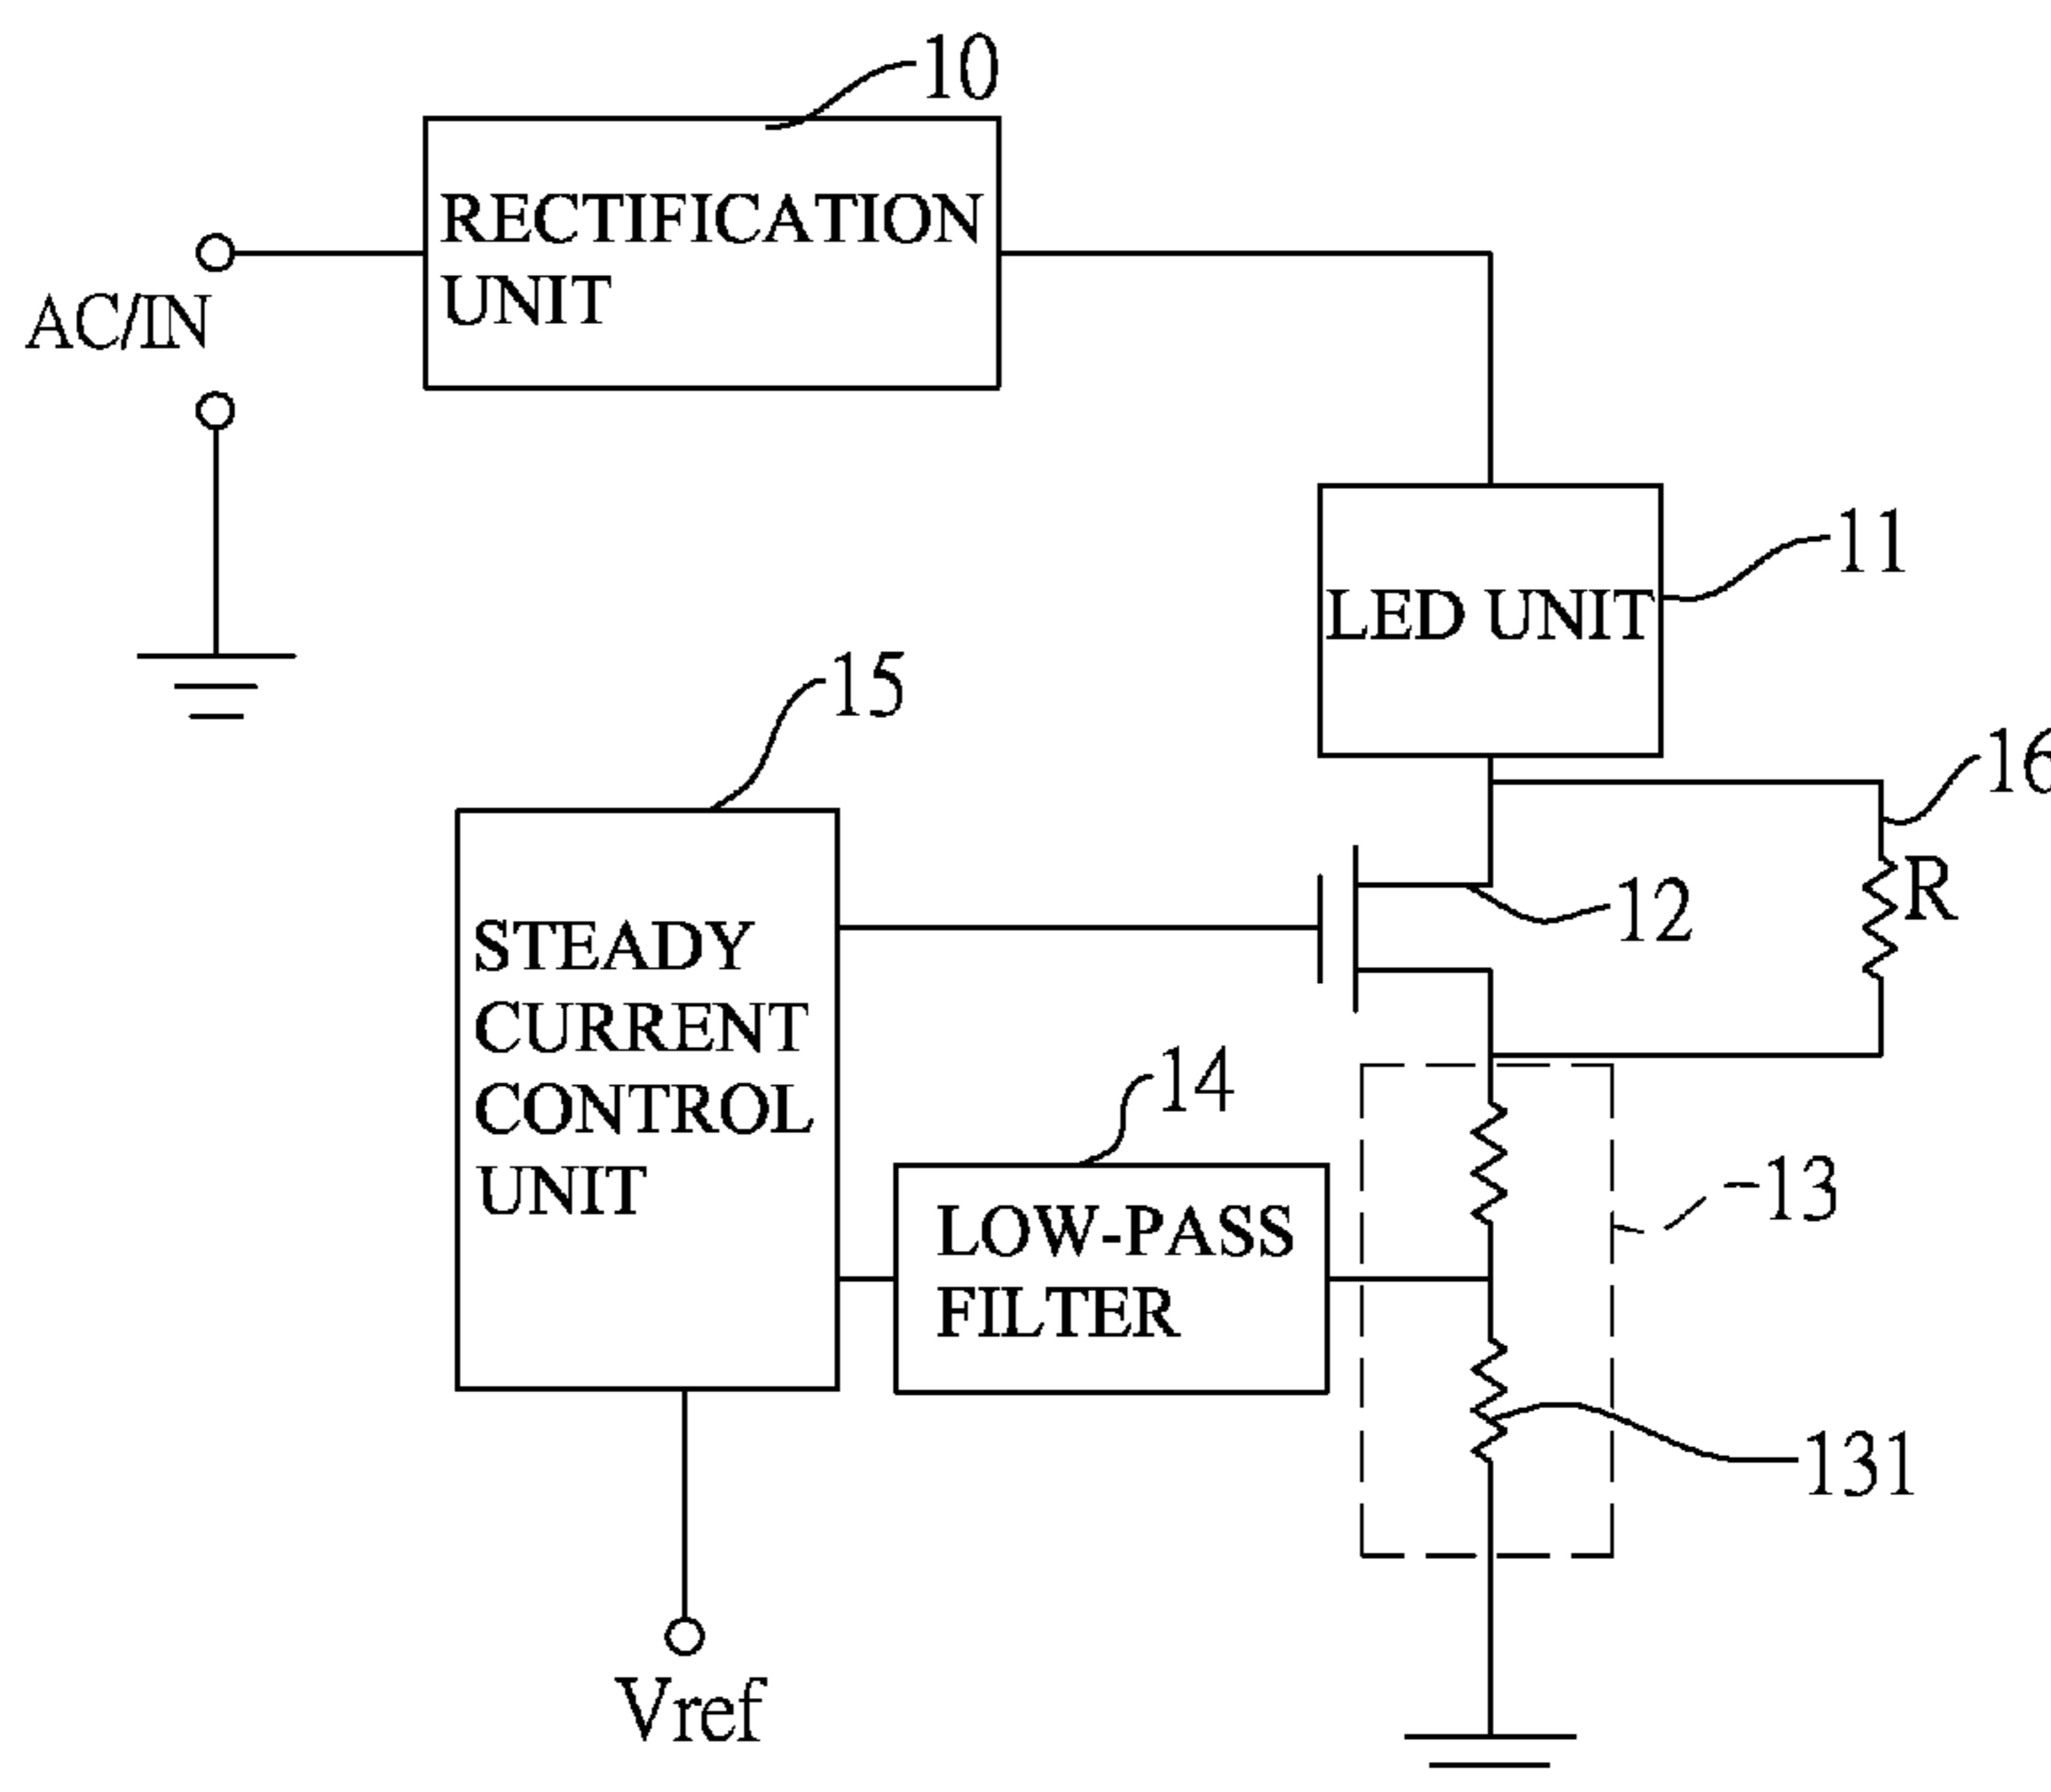 10
RECTIFICATION
UNIT
AC/IN
11
LED UNIT
15
16
R
12
STEADY
CURRENT
CONTROL
UNIT
14
LOW-PASS
FILTER
13
131
Vref